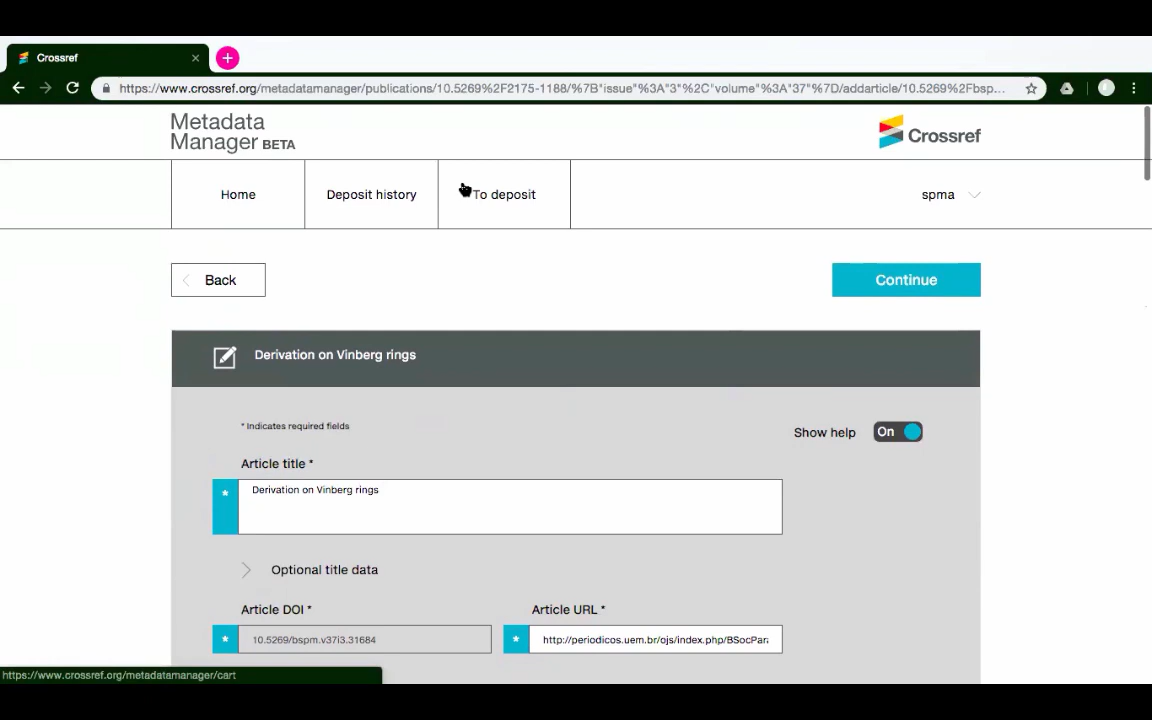 Crossref
https://www.crossref.org/metadatamanager/publications/10.5269%2F2175-1188/%7B"issue"%3A"3"%2C"volume"%3A"37"%7D/addarticle/10.5269%2Fbsp...
Metadata
Manager BETA
Crossref
Home
Deposit history
To deposit
spma
Back
Continue
Derivation on Vinberg rings
* Indicates required fields
Show help
On
Article title *
*
Derivation on Vinberg rings
Optional title data
Article DOI *
Article URL *
*
10.5269/bspm.v37i3.31684
*
http://periodicos.uem.br/ojs/index.php/BSocPara
https://www.crossref.org/metadatamanager/cart